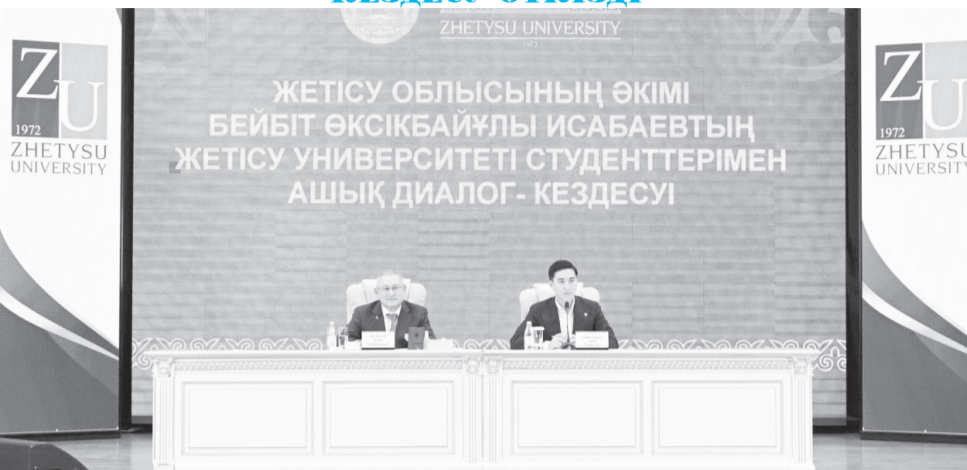 ZHETYSU UNIVERSITY
1972
ZU
1972
ZHETYSU
UNIVERSITY
ЖЕТІСУ ОБЛЫСЫНЫҢ ӘКІМІ
БЕЙБІТ ӨКСІКБАЙҰЛЫ ИСАБАЕВТЫҢ
ЖЕТІСУ УНИВЕРСИТЕТІ СТУДЕНТТЕРІМЕН
АШЫҚ ДИАЛОГ - КЕЗДЕСУІ
ZU
1972
ZHETYSU
UNIVERSITY